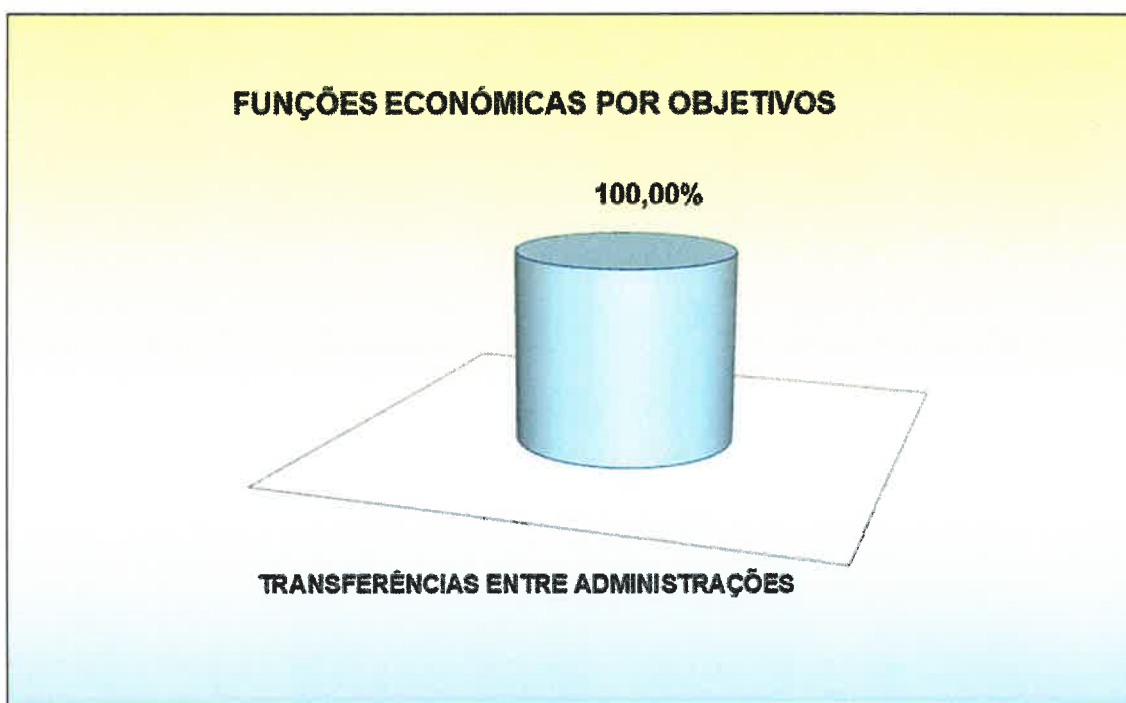 FUNÇÕES ECONÓMICAS POR OBJETIVOS
100,00%
TRANSFERÊNCIAS ENTRE ADMINISTRAÇÕES